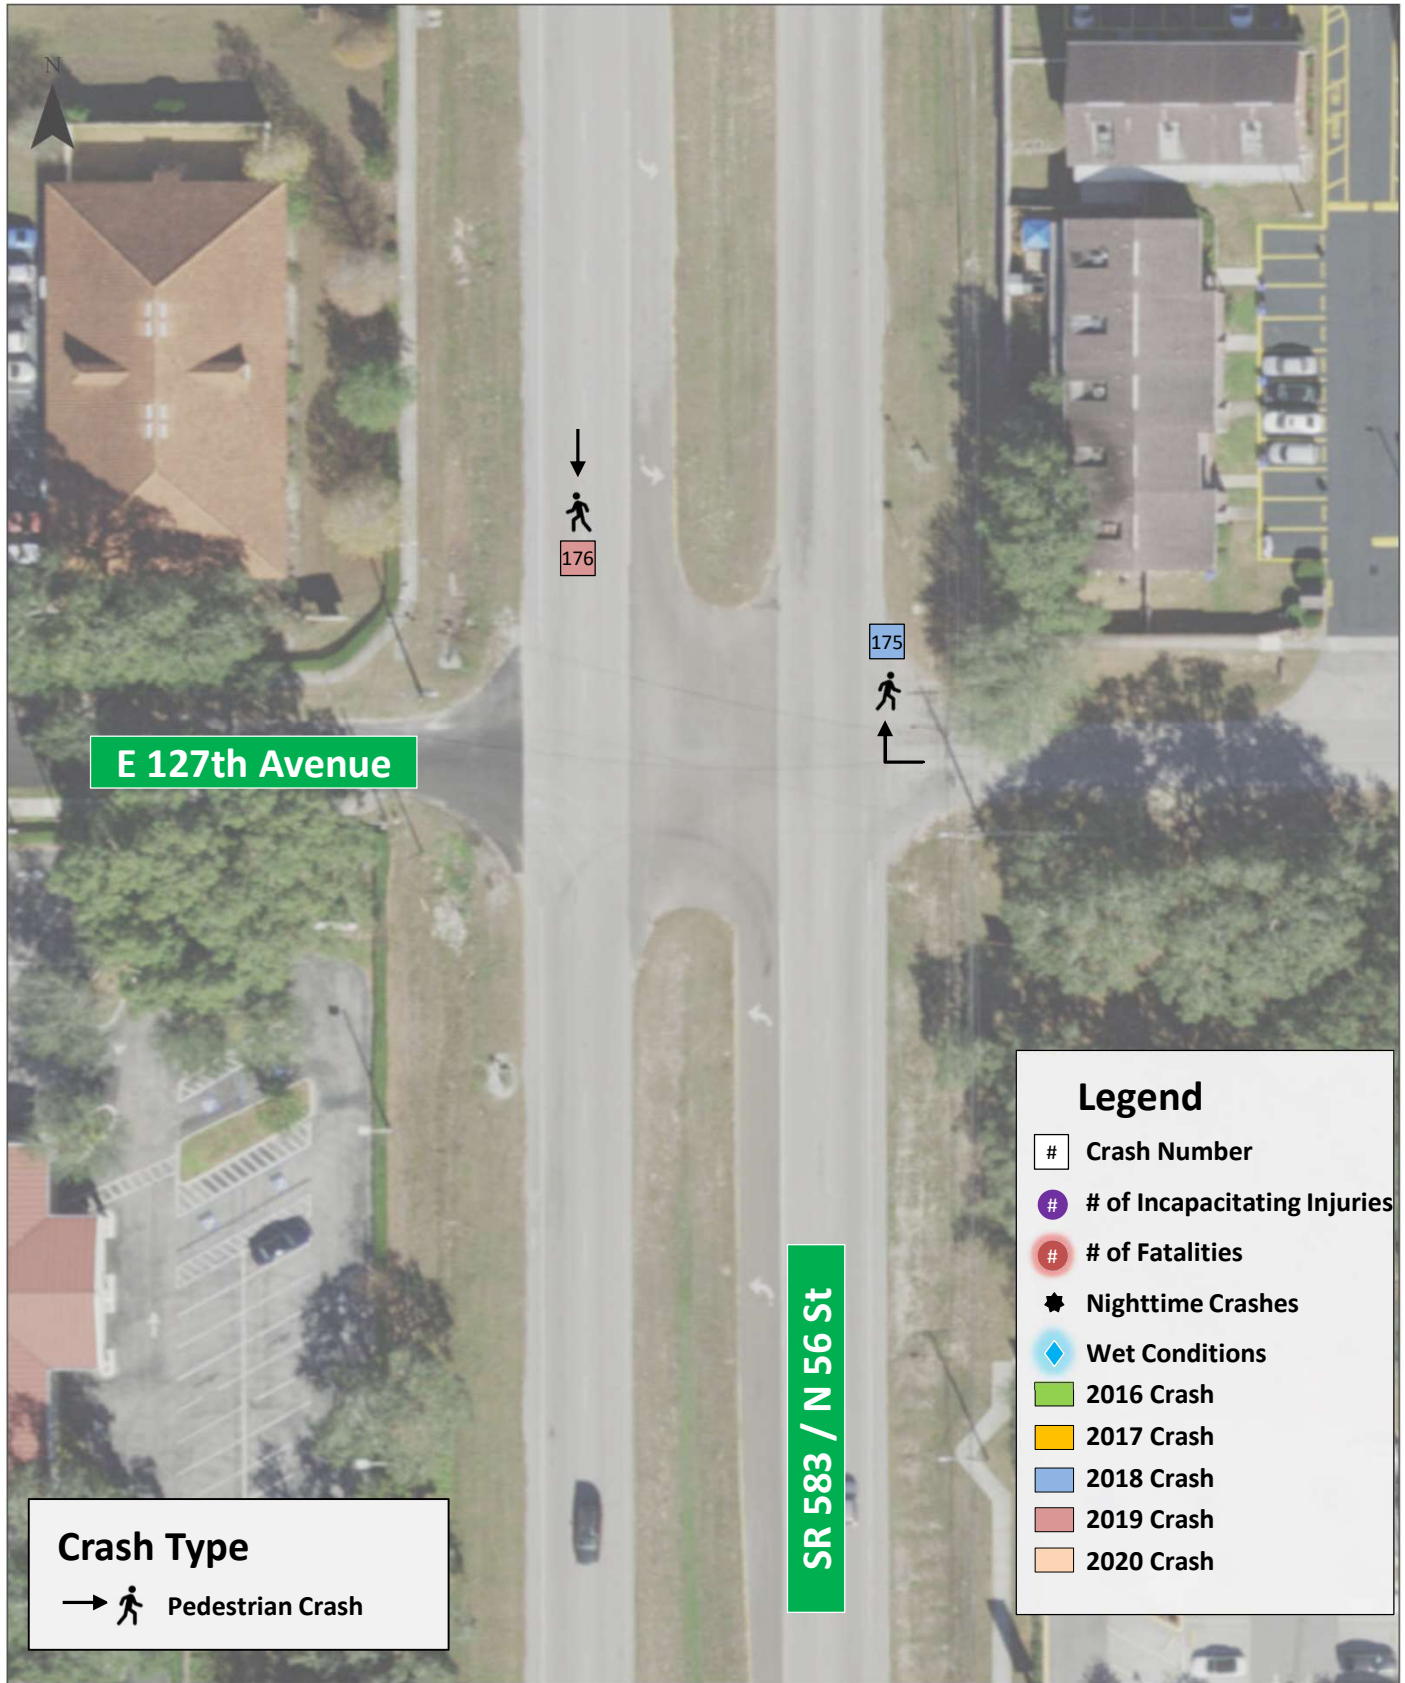 N
176
175
E 127th Avenue
SR 583 / N 56 St
Legend
# Crash Number
# # of Incapacitating Injuries
# # of Fatalities
Nighttime Crashes
Wet Conditions
2016 Crash
2017 Crash
2018 Crash
2019 Crash
2020 Crash
Crash Type
Pedestrian Crash